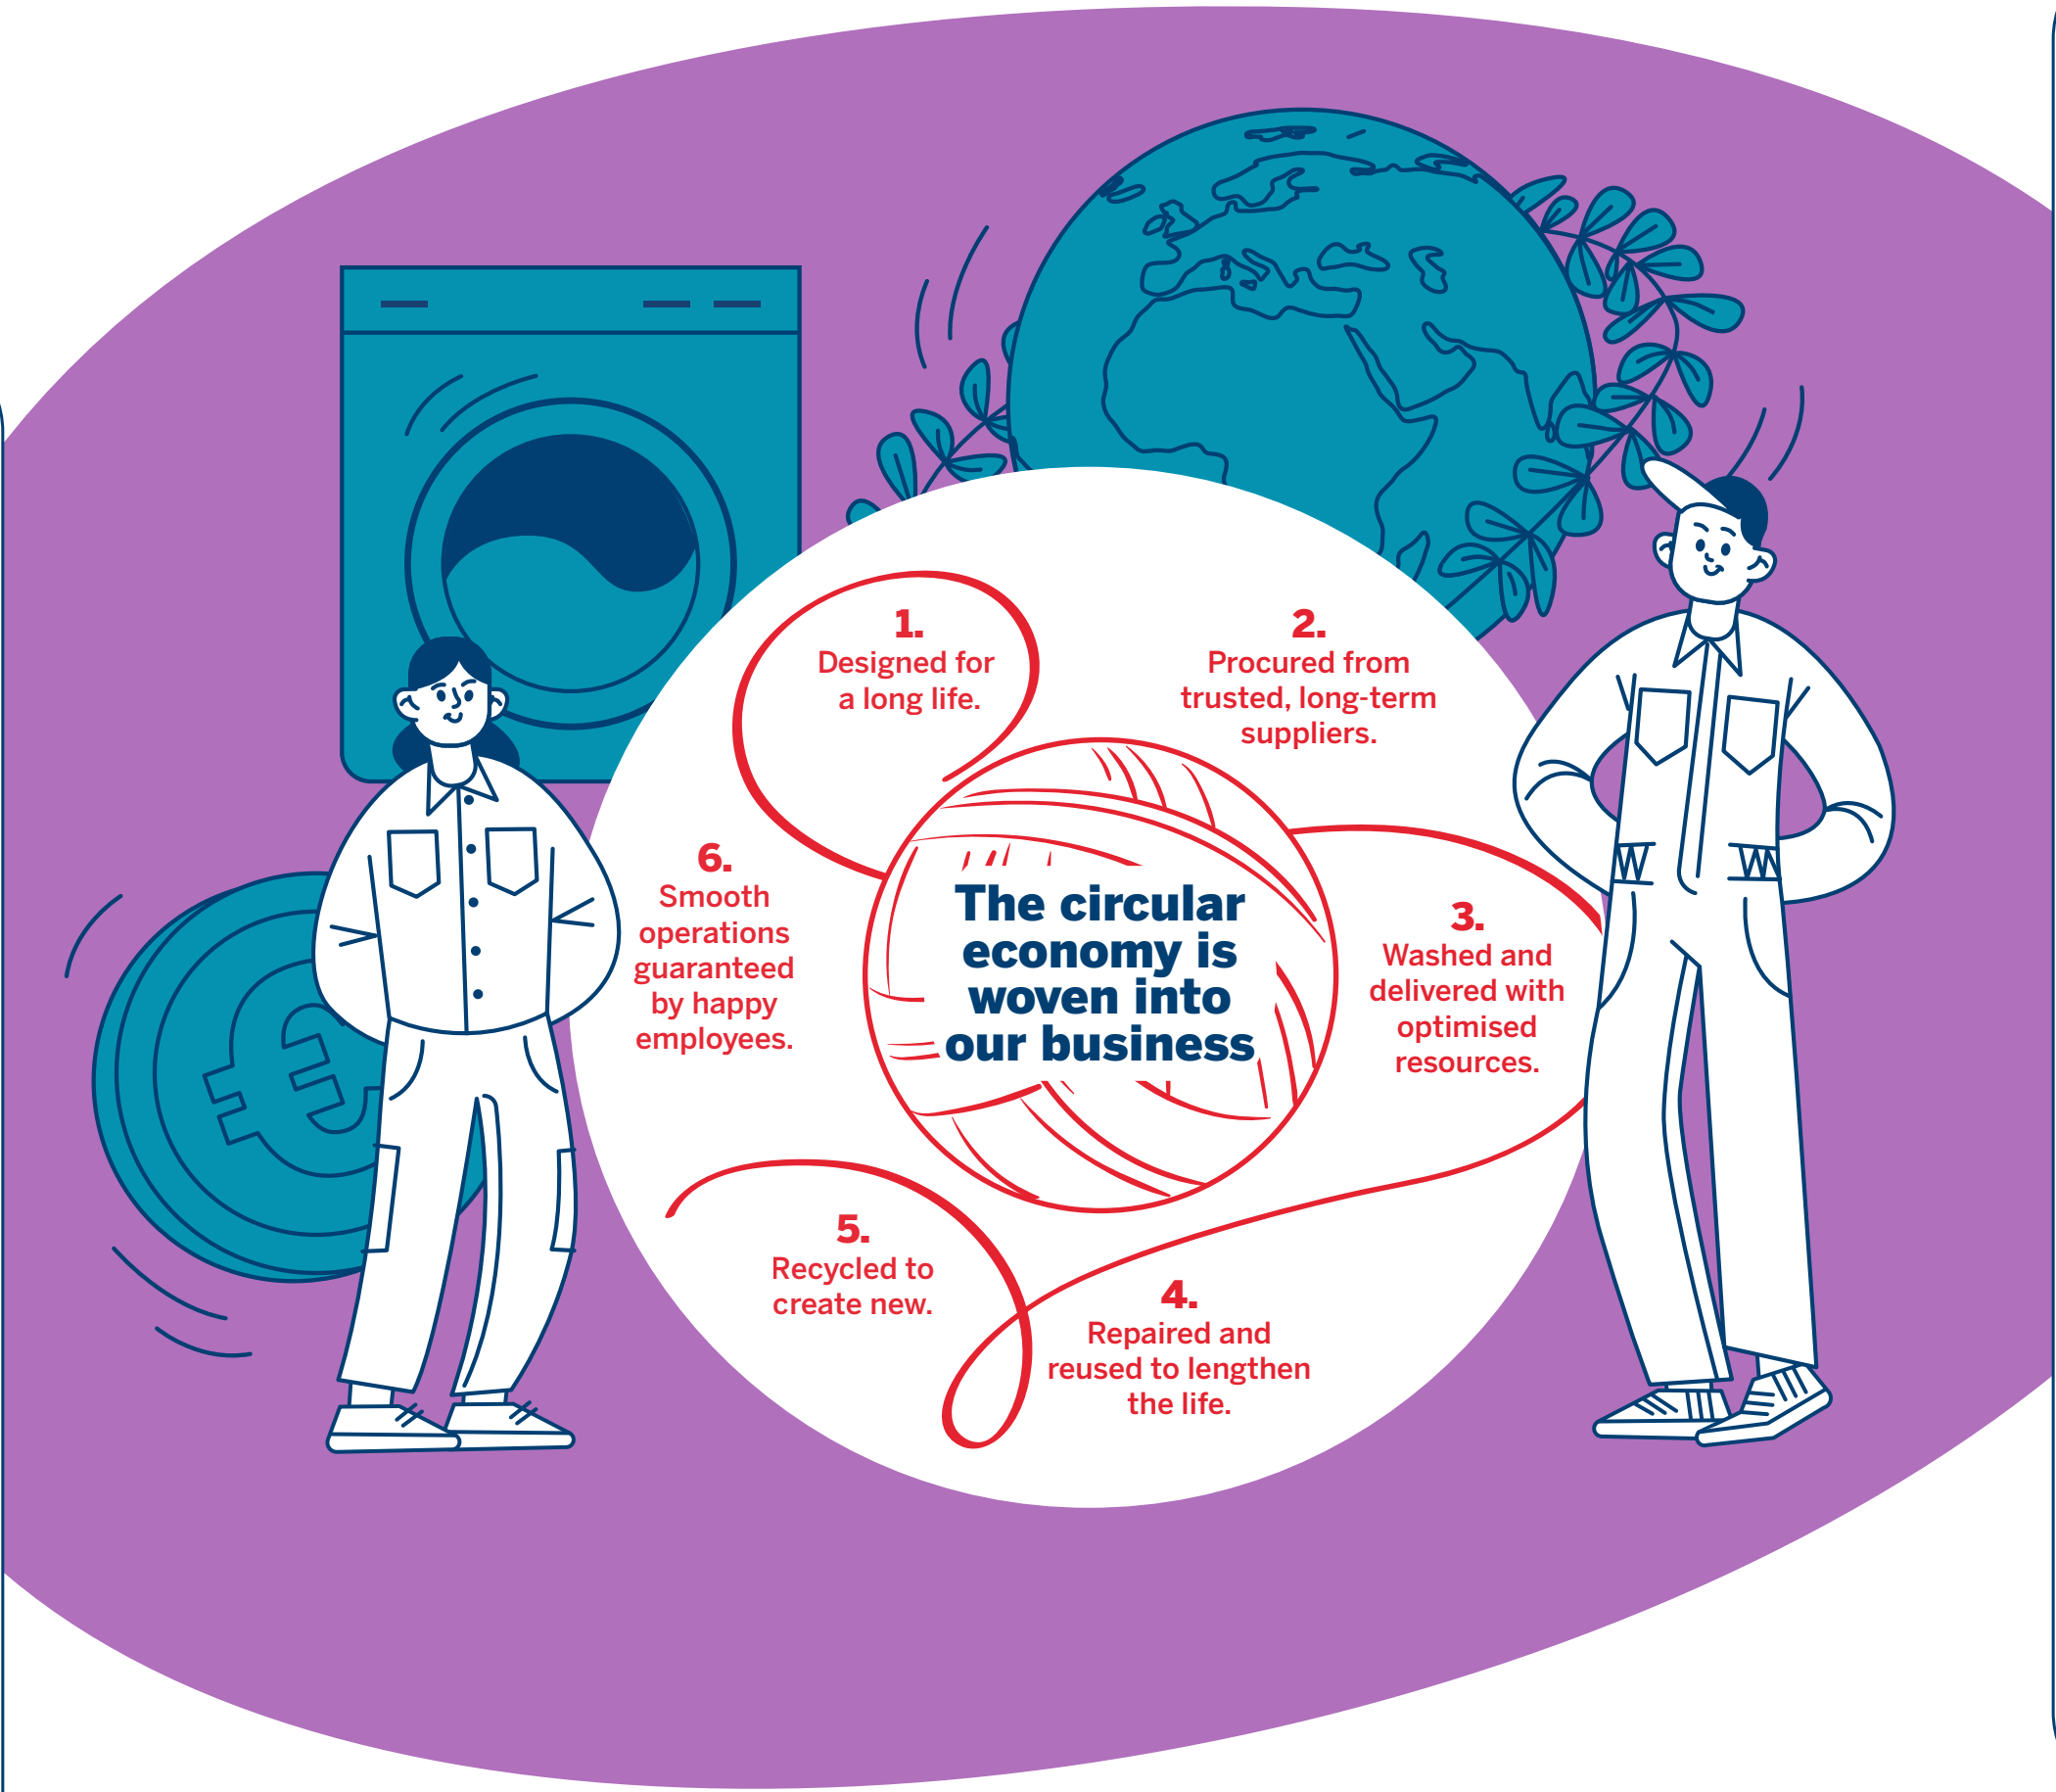 1.
Designed for
a long life.
2.
Procured from
trusted, long-term
suppliers.
3.
Washed and
delivered with
optimised
resources.
4.
Repaired and
reused to lengthen
the life.
5.
Recycled to
create new.
6.
Smooth
operations
guaranteed
by happy
employees.
The circular
economy is
woven into
our business
€